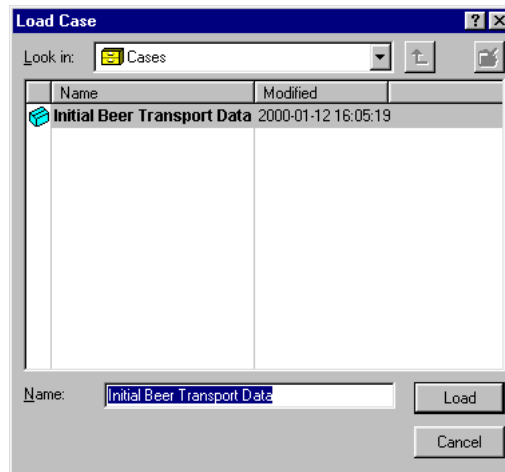 Load Case
Look in: Cases
Name Modified
Initial Beer Transport Data 2000-01-12 16:05:19
Name: Initial Beer Transport Data Load
Cancel